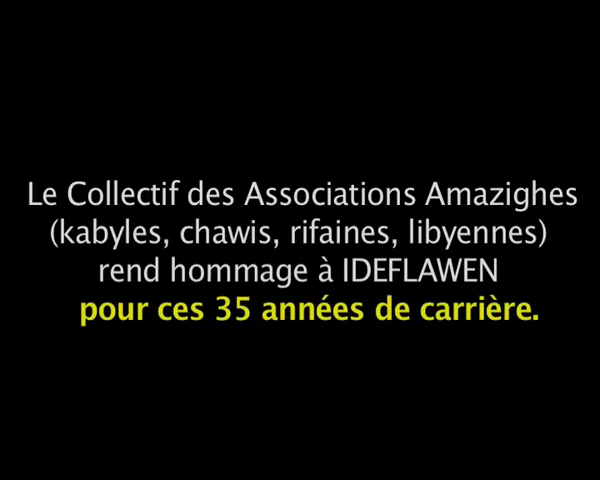 Le Collectif des Associations Amazighes
(kabyles, chawis, rifaines, libyennes)
rend hommage à IDEFLAWEN
pour ces 35 années de carrière.